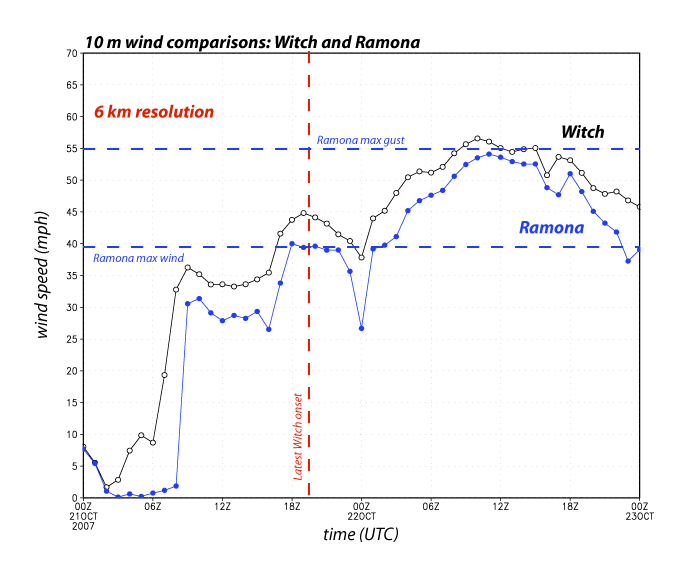 10 m wind comparisons: Witch and Ramona
70
65
60
55
50
45
40
35
30
25
20
15
10
5
0
wind speed (mph)
6 km resolution
Ramona max gust
Witch
Ramona
Ramona max wind
Latest Witch onset
00Z 06Z 12Z 18Z 00Z 06Z 12Z 18Z 00Z
21OCT 22OCT 23OCT
2007
time (UTC)